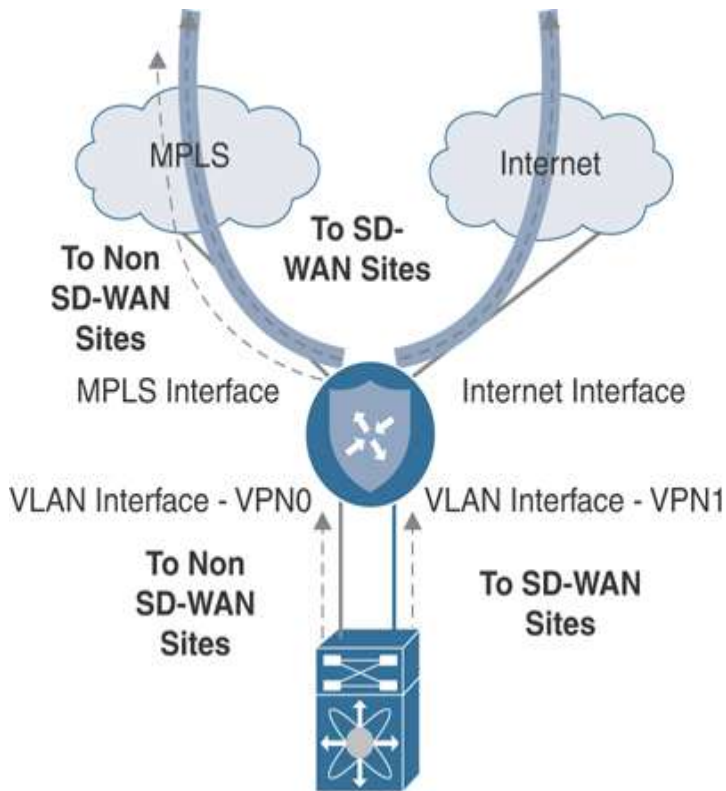 MPLS
Internet
To SD-
WAN Sites
To Non
SD-WAN
Sites
MPLS Interface
Internet Interface
VLAN Interface - VPN0
VLAN Interface - VPN1
To Non
SD-WAN
Sites
To SD-WAN
Sites